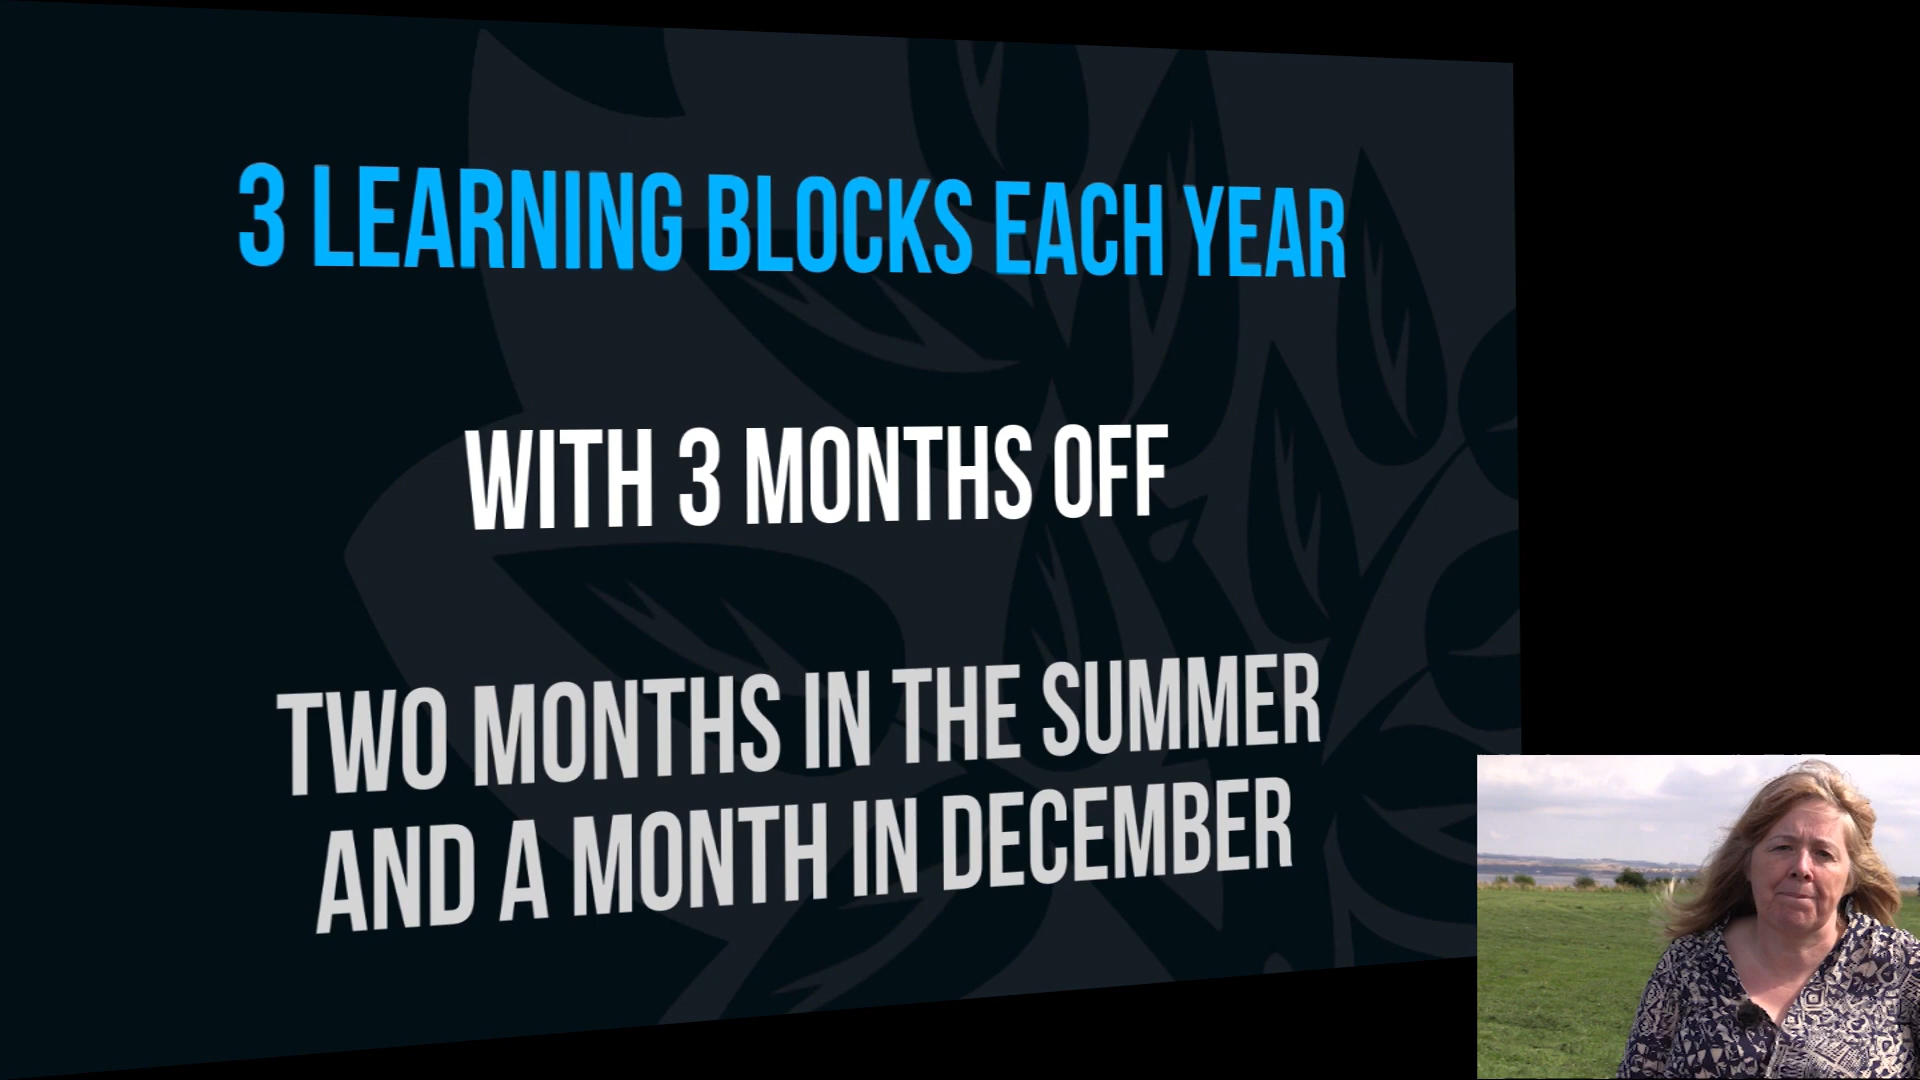 3 LEARNING BLOCKS EACH YEAR
WITH 3 MONTHS OFF
TWO MONTHS IN THE SUMMER
AND A MONTH IN DECEMBER